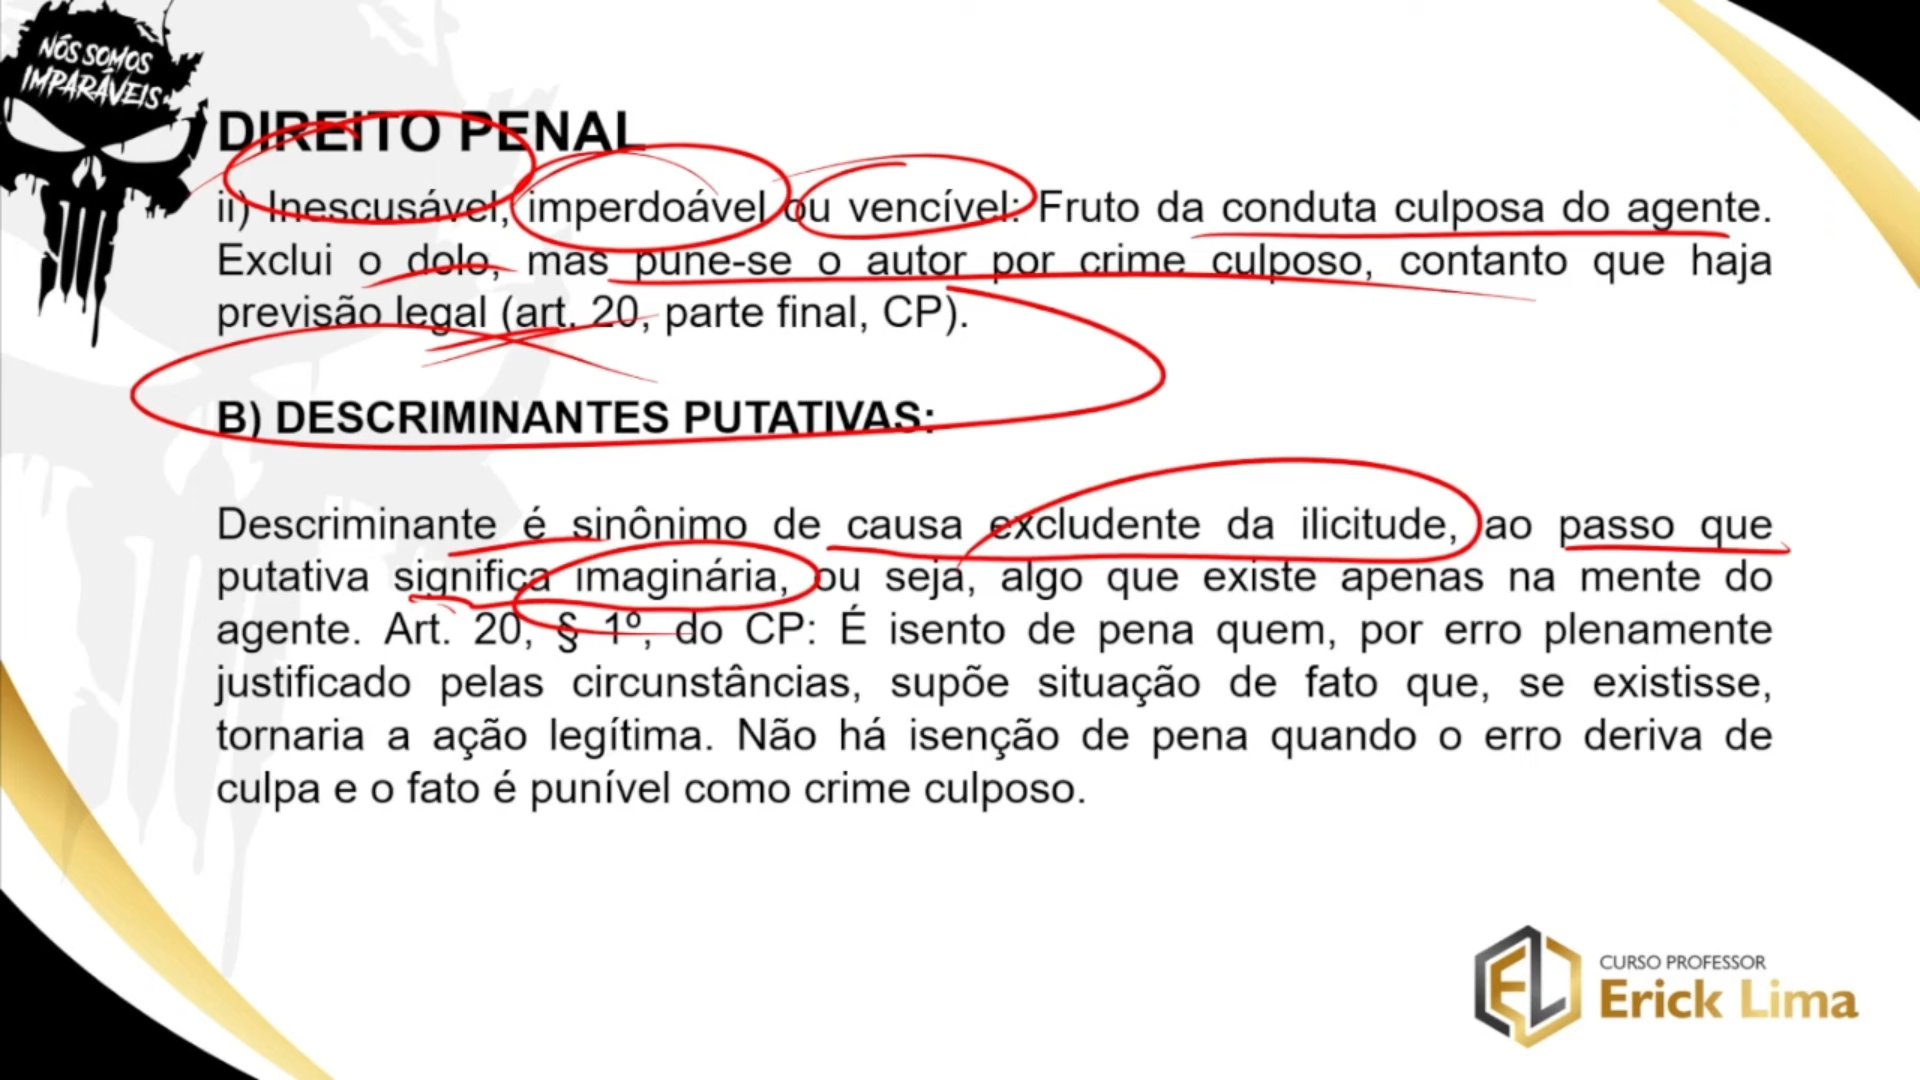 NÓS SOMOS
IMPARÁVEIS
DIREITO PENAL
ii) Inescusável, imperdoável ou vencível: Fruto da conduta culposa do agente.
Exclui o dolo, mas pune-se o autor por crime culposo, contanto que haja
previsão legal (art. 20, parte final, CP).
B) DESCRIMINANTES PUTATIVAS:
Descriminante é sinônimo de causa excludente da ilicitude, ao passo que
putativa significa imaginária, ou seja, algo que existe apenas na mente do
agente. Art. 20, § 1º, do CP: É isento de pena quem, por erro plenamente
justificado pelas circunstâncias, supõe situação de fato que, se existisse,
tornaria a ação legítima. Não há isenção de pena quando o erro deriva de
culpa e o fato é punível como crime culposo.
EL
CURSO PROFESSOR
Erick Lima